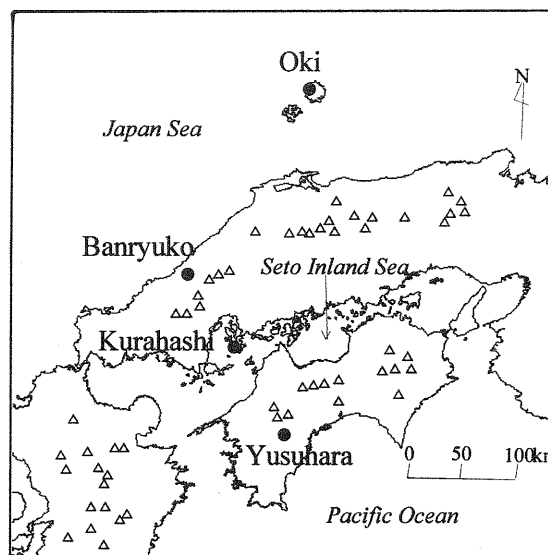 Oki
N
Japan Sea
Banryuko
Seto Inland Sea
Kurahashi
Yusuhara
0 50 100km
Pacific Ocean